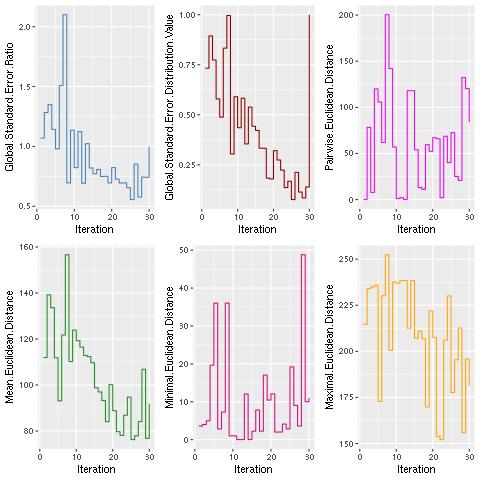 Global.Standard.Error.Ratio
2.0
1.5
1.0
0.5
0 10 20 30
Iteration
Global.Standard.Error.Distribution.Value
1.00
0.75
0.50
0.25
0 10 20 30
Iteration
Pairwise.Euclidean.Distance
200
150
100
50
0
0 10 20 30
Iteration
Mean.Euclidean.Distance
160
140
120
100
80
0 10 20 30
Iteration
Minimal.Euclidean.Distance
50
40
30
20
10
0
0 10 20 30
Iteration
Maximal.Euclidean.Distance
250
225
200
175
150
0 10 20 30
Iteration